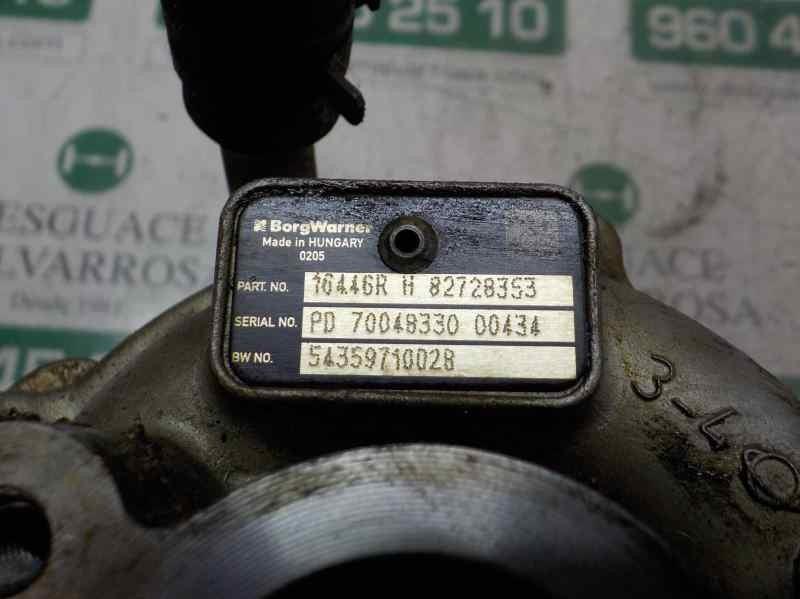 25 10
960 4
ESGUACE
LVARROS
BorgWarner
Made in HUNGARY
0205
PART. NO. 16446R H 82728353
SERIAL NO. PD 70048330 00434
BW NO. 54359710028